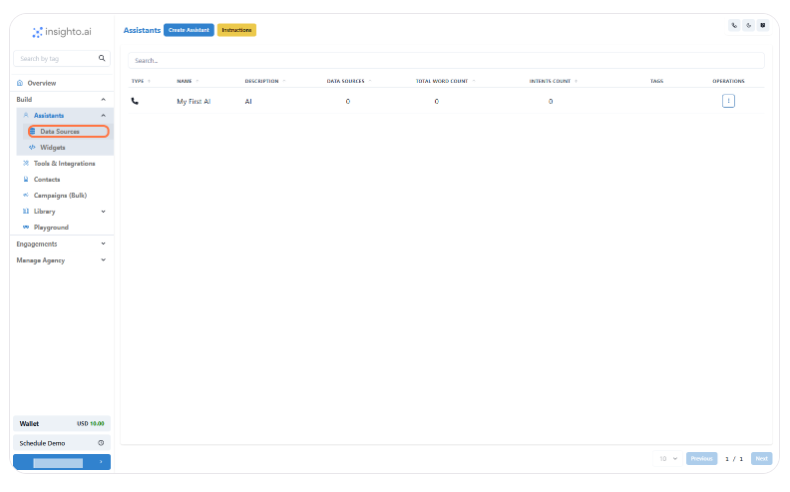 insighto.ai
Search by tag
Overview
Build
Assistants
Data Sources
Widgets
Tools & Integrations
Contacts
Campaigns (Bulk)
Library
Playground
Engagements
Manage Agency
Wallet USD 10.00
Schedule Demo
Assistants Create Assistant Instructions
Search...
TYPE NAME DESCRIPTION DATA SOURCES TOTAL WORD COUNT INTENTS COUNT TAGS OPERATIONS
My First AI AI 0 0 0
10 Previous 1 / 1 Next